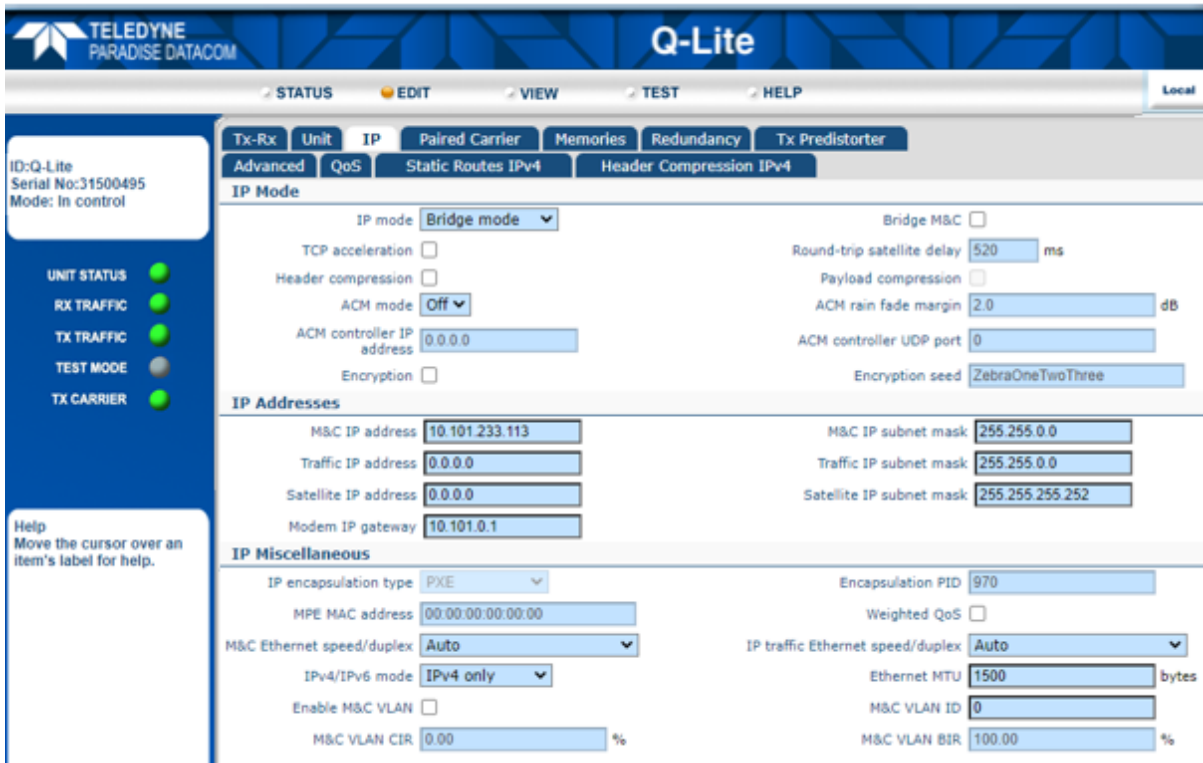 TELEDYNE
PARADISE DATACOM
Q-Lite
STATUS EDIT VIEW TEST HELP Local
Tx-Rx Unit IP Paired Carrier Memories Redundancy Tx Predistorter
Advanced QoS Static Routes IPv4 Header Compression IPv4
ID:Q-Lite
Serial No:31500495
Mode: In control
UNIT STATUS
RX TRAFFIC
TX TRAFFIC
TEST MODE
TX CARRIER
Help
Move the cursor over an
item's label for help.
IP Mode
IP mode Bridge mode Bridge M&C
TCP acceleration Round-trip satellite delay 520 ms
Header compression Payload compression
ACM mode Off ACM rain fade margin 2.0 dB
ACM controller IP
address 0.0.0.0 ACM controller UDP port 0
Encryption Encryption seed ZebraOneTwoThree
IP Addresses
M&C IP address 10.101.233.113 M&C IP subnet mask 255.255.0.0
Traffic IP address 0.0.0.0 Traffic IP subnet mask 255.255.0.0
Satellite IP address 0.0.0.0 Satellite IP subnet mask 255.255.255.252
Modem IP gateway 10.101.0.1
IP Miscellaneous
IP encapsulation type PXE Encapsulation PID 970
MPE MAC address 00:00:00:00:00:00 Weighted QoS
M&C Ethernet speed/duplex Auto IP traffic Ethernet speed/duplex Auto
IPv4/IPv6 mode IPv4 only Ethernet MTU 1500 bytes
Enable M&C VLAN M&C VLAN ID 0
M&C VLAN CIR 0.00 % M&C VLAN BIR 100.00 %